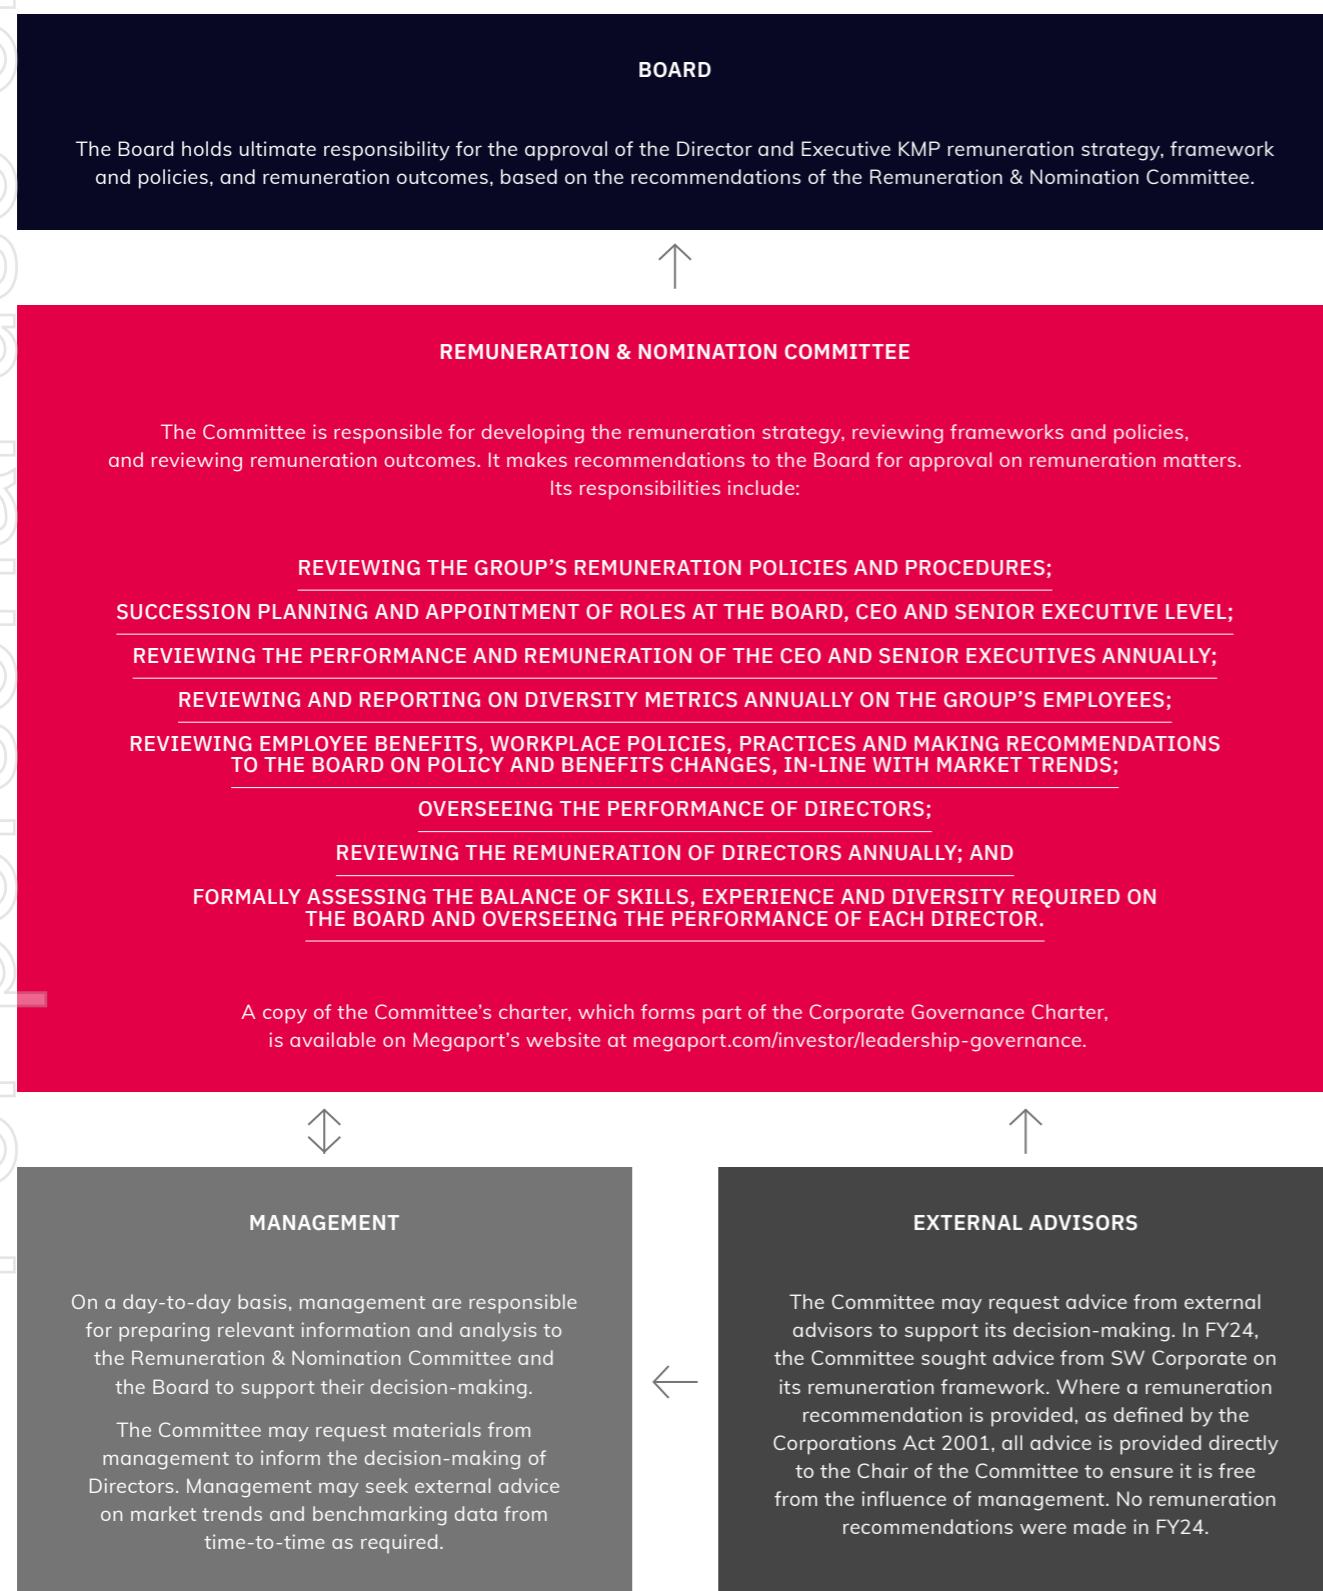 BOARD
The Board holds ultimate responsibility for the approval of the Director and Executive KMP remuneration strategy, framework
and policies, and remuneration outcomes, based on the recommendations of the Remuneration & Nomination Committee.
REMUNERATION & NOMINATION COMMITTEE
The Committee is responsible for developing the remuneration strategy, reviewing frameworks and policies,
and reviewing remuneration outcomes. It makes recommendations to the Board for approval on remuneration matters.
Its responsibilities include:
REVIEWING THE GROUP’S REMUNERATION POLICIES AND PROCEDURES;
SUCCESSION PLANNING AND APPOINTMENT OF ROLES AT THE BOARD, CEO AND SENIOR EXECUTIVE LEVEL;
REVIEWING THE PERFORMANCE AND REMUNERATION OF THE CEO AND SENIOR EXECUTIVES ANNUALLY;
REVIEWING AND REPORTING ON DIVERSITY METRICS ANNUALLY ON THE GROUP’S EMPLOYEES;
REVIEWING EMPLOYEE BENEFITS, WORKPLACE POLICIES, PRACTICES AND MAKING RECOMMENDATIONS
TO THE BOARD ON POLICY AND BENEFITS CHANGES, IN-LINE WITH MARKET TRENDS;
OVERSEEING THE PERFORMANCE OF DIRECTORS;
REVIEWING THE REMUNERATION OF DIRECTORS ANNUALLY; AND
FORMALLY ASSESSING THE BALANCE OF SKILLS, EXPERIENCE AND DIVERSITY REQUIRED ON
THE BOARD AND OVERSEEING THE PERFORMANCE OF EACH DIRECTOR.
A copy of the Committee’s charter, which forms part of the Corporate Governance Charter,
is available on Megaport’s website at megaport.com/investor/leadership-governance.
MANAGEMENT
On a day-to-day basis, management are responsible
for preparing relevant information and analysis to
the Remuneration & Nomination Committee and
the Board to support their decision-making.
The Committee may request materials from
management to inform the decision-making of
Directors. Management may seek external advice
on market trends and benchmarking data from
time-to-time as required.
EXTERNAL ADVISORS
The Committee may request advice from external
advisors to support its decision-making. In FY24,
the Committee sought advice from SW Corporate on
its remuneration framework. Where a remuneration
recommendation is provided, as defined by the
Corporations Act 2001, all advice is provided directly
to the Chair of the Committee to ensure it is free
from the influence of management. No remuneration
recommendations were made in FY24.